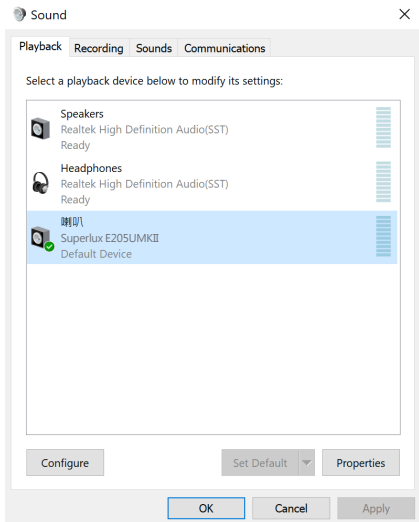 Sound
Playback Recording Sounds Communications
Select a playback device below to modify its settings:
Speakers
Realtek High Definition Audio(SST)
Ready
Headphones
Realtek High Definition Audio(SST)
Ready
喇叭
Superlux E205UMKII
Default Device
Configure Set Default Properties
OK Cancel Apply